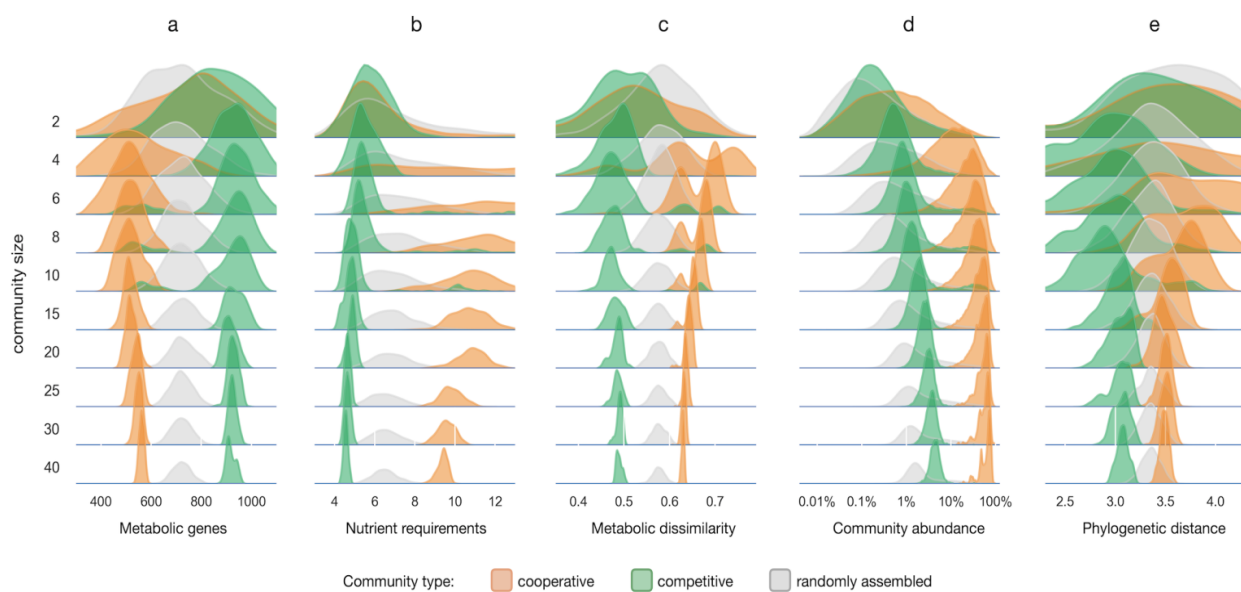 a b c d e
community size
2
4
6
8
10
15
20
25
30
40
400 600 800 1000 4 6 8 10 12 0.4 0.5 0.6 0.7 0.01% 0.1% 1% 10% 100% 2.5 3.0 3.5 4.0
Metabolic genes Nutrient requirements Metabolic dissimilarity Community abundance Phylogenetic distance
Community type: cooperative competitive randomly assembled